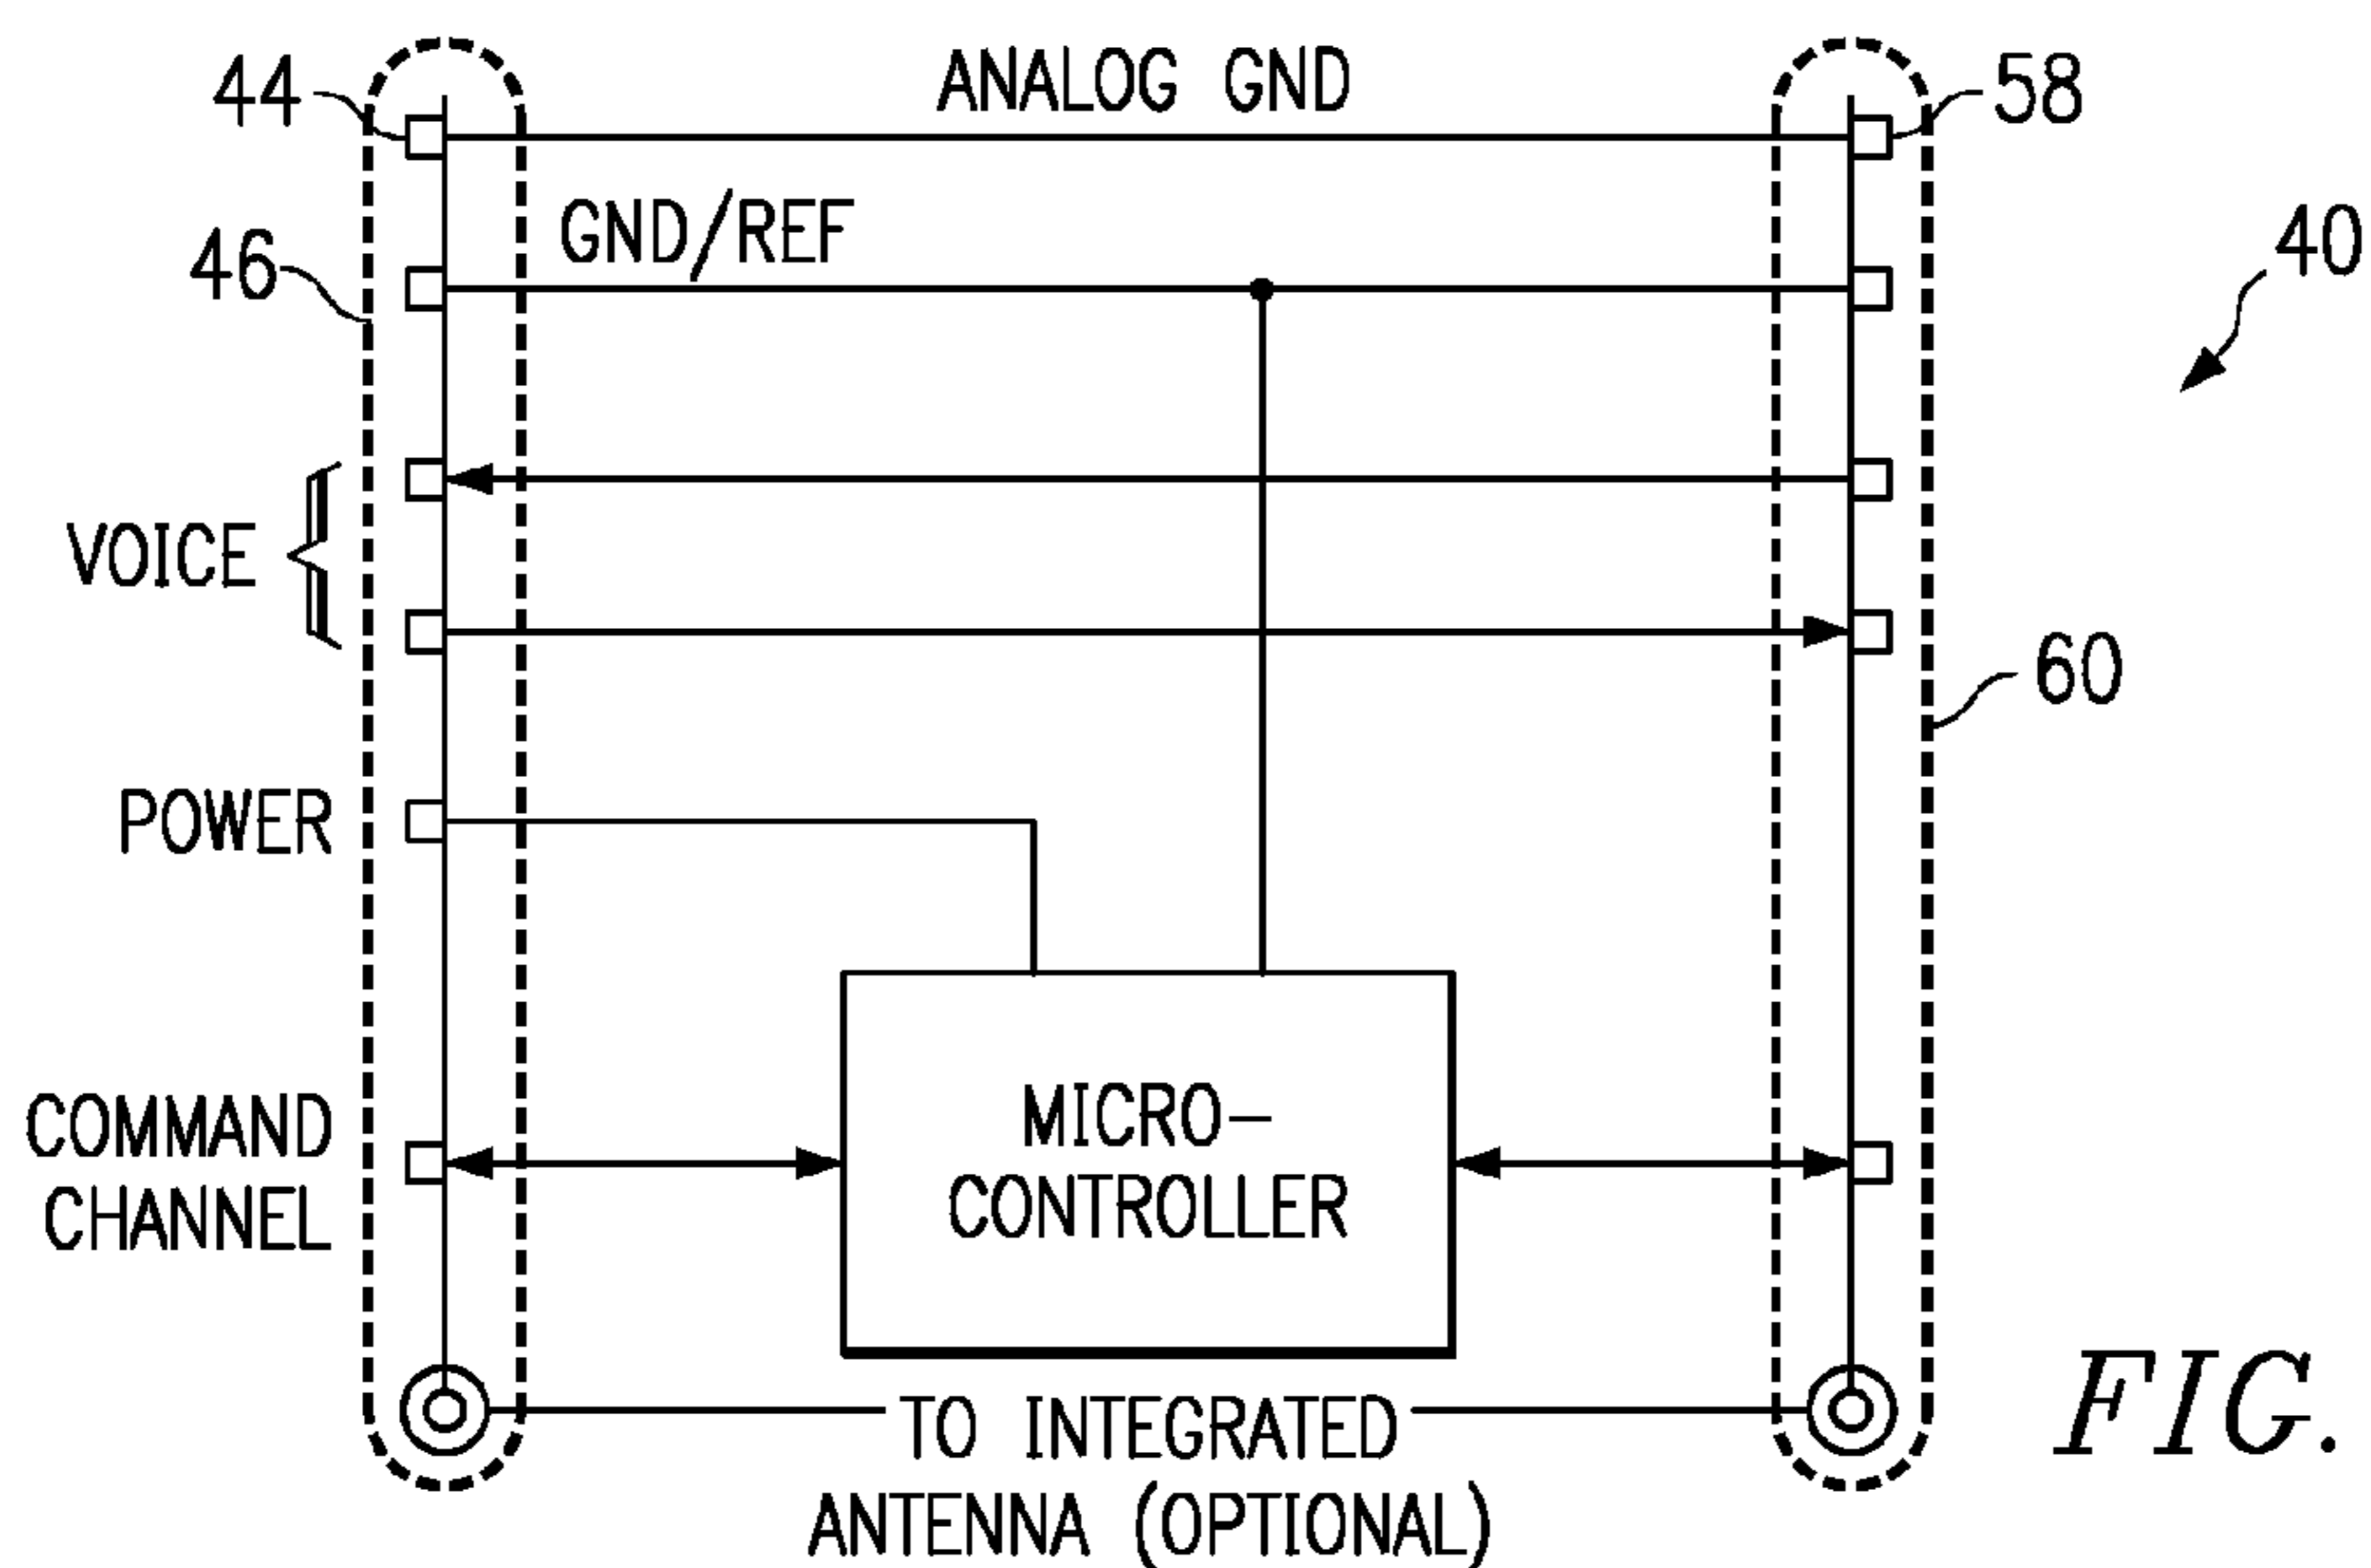 44
ANALOG GND
58
46
GND/REF
40
VOICE
60
POWER
COMMAND
CHANNEL
MICRO-
CONTROLLER
TO INTEGRATED
ANTENNA (OPTIONAL)
FIG.